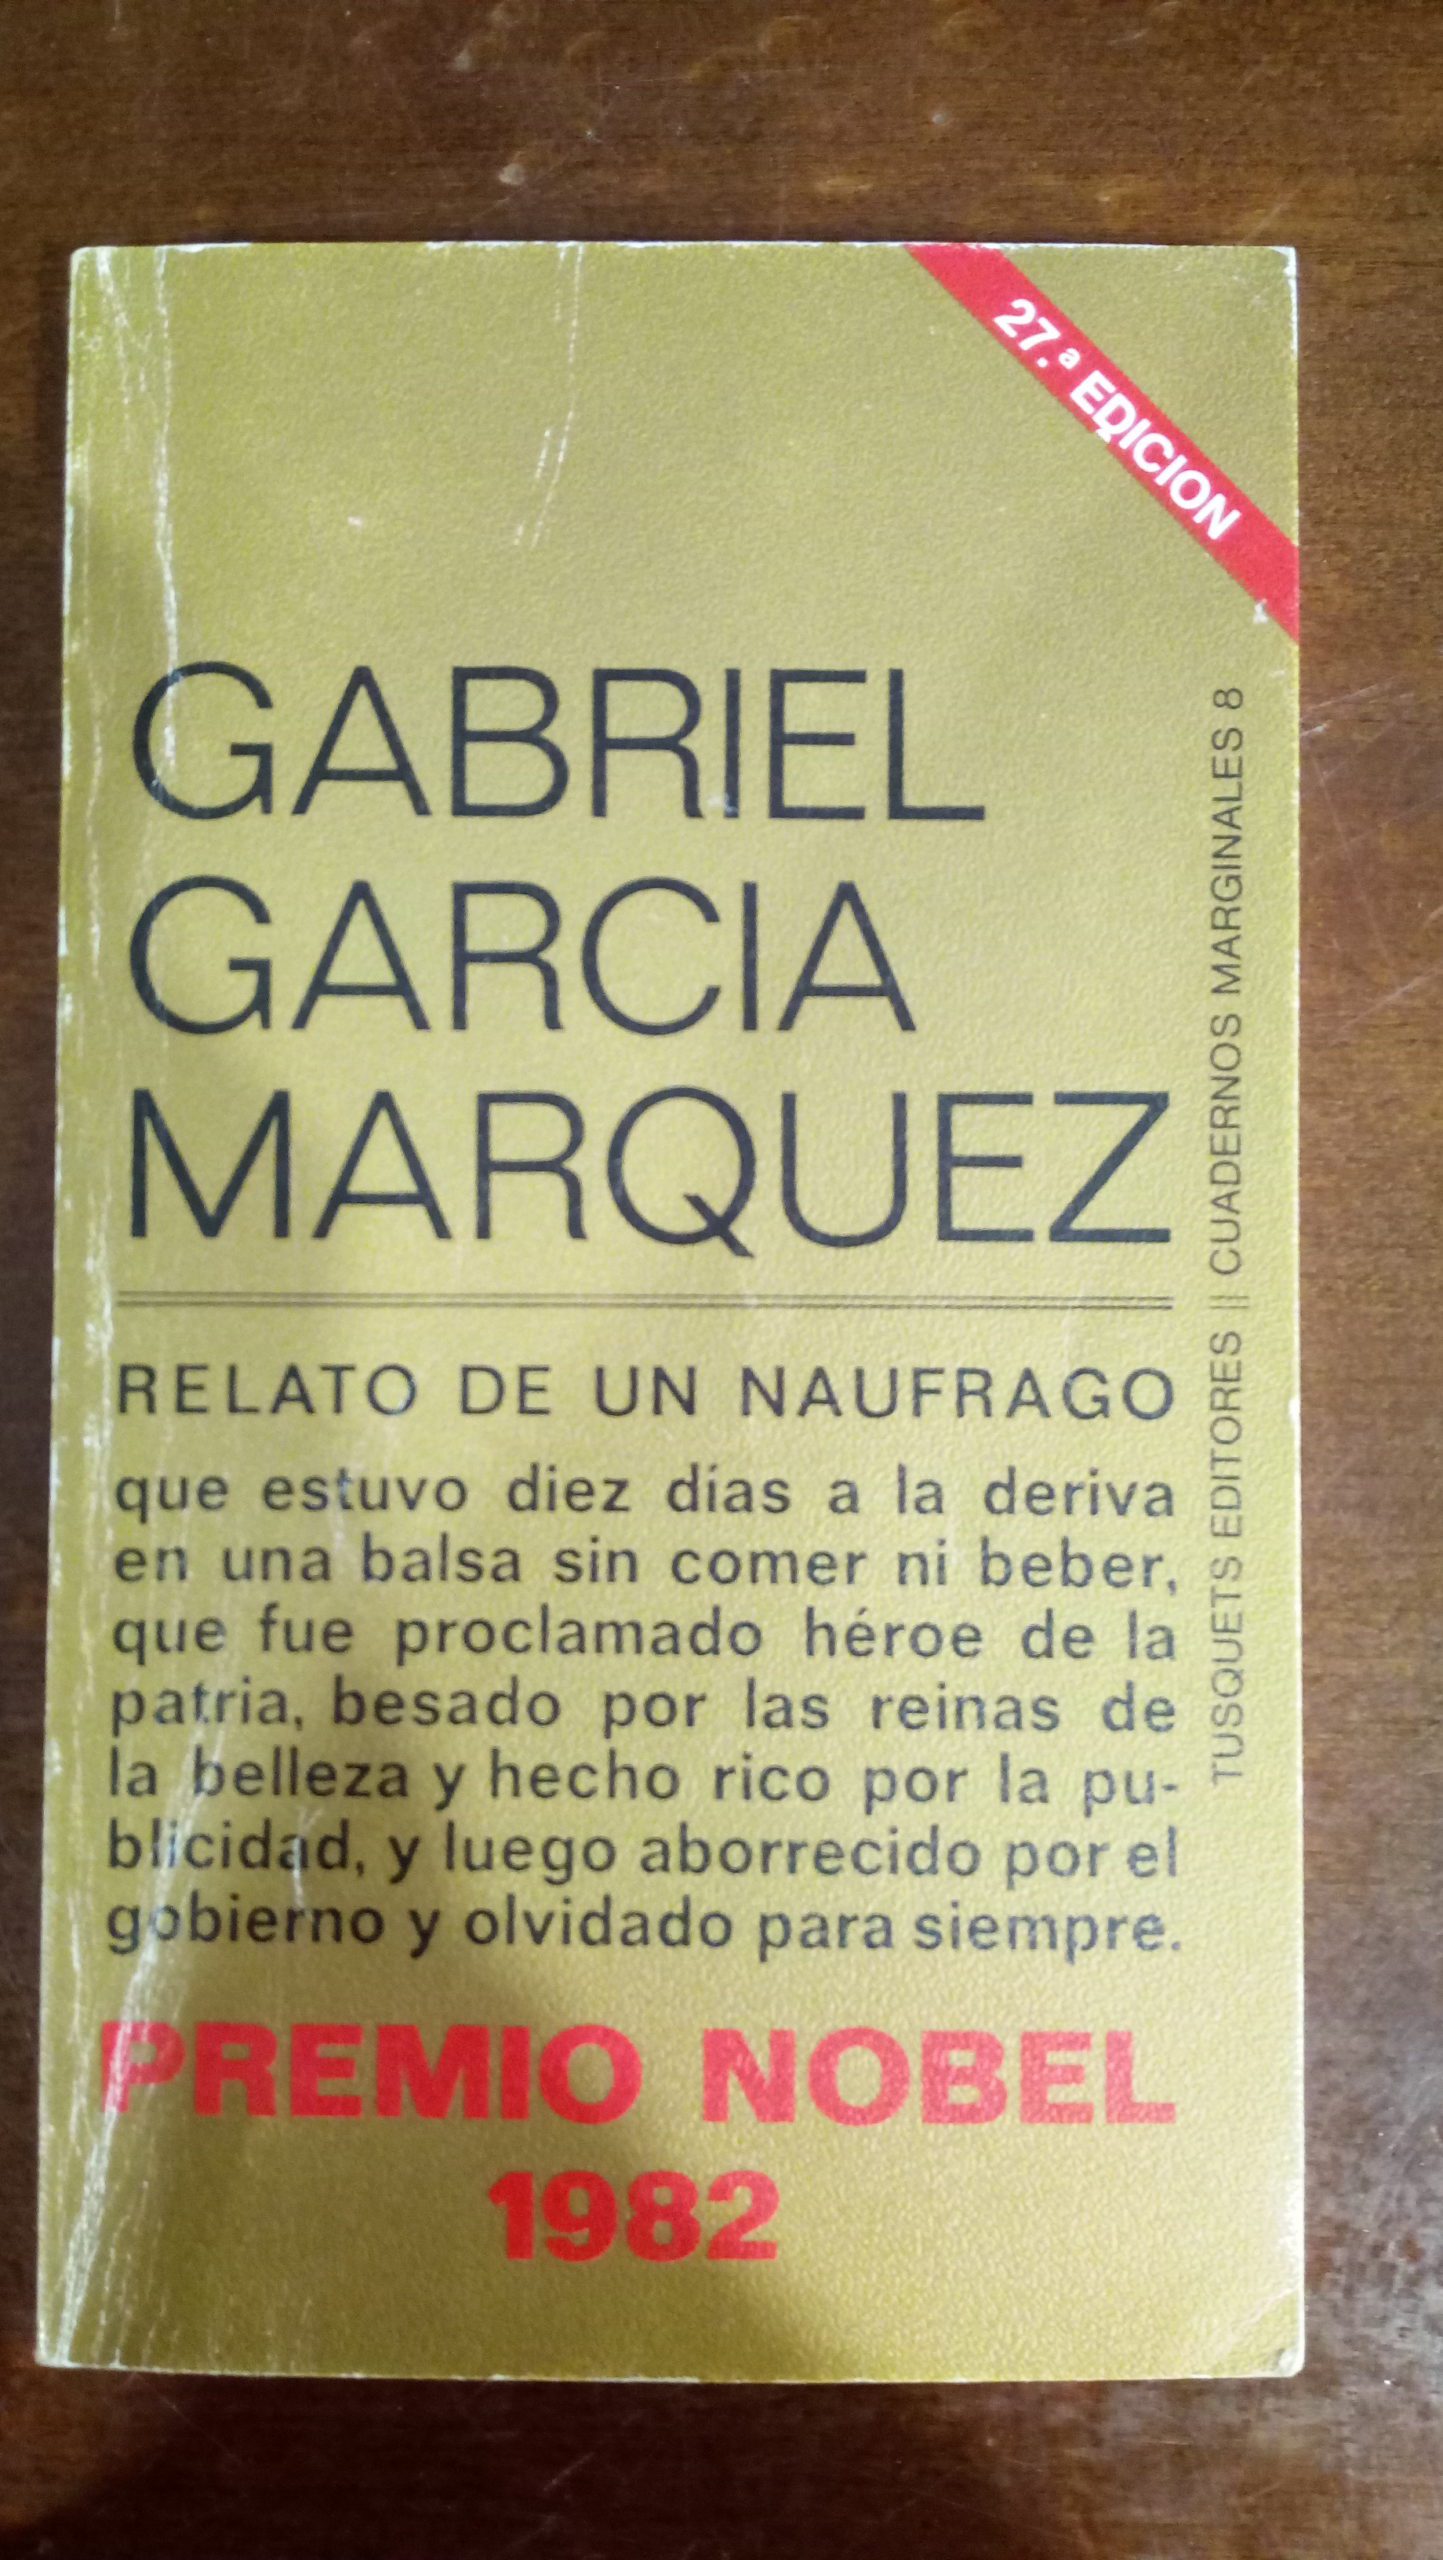 27.ª EDICION
GABRIEL
GARCIA
MARQUEZ
RELATO DE UN NAUFRAGO
que estuvo diez días a la deriva
en una balsa sin comer ni beber,
que fue proclamado héroe de la
patria, besado por las reinas de
la belleza y hecho rico por la pu-
blicidad, y luego aborrecido por el
gobierno y olvidado para siempre.
PREMIO NOBEL
1982
TUSQUETS EDITORES || CUADERNOS MARGINALES 8